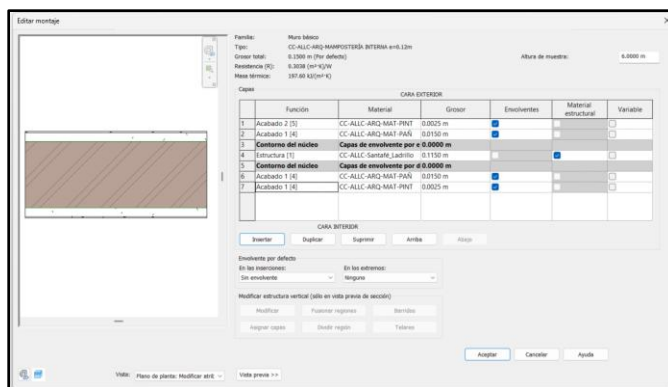 Editar montaje
Familia: Muro básico
Tipo: CC-ALLC-ARQ-MAMPOSTERÍA INTERNA e=0.12m
Grosor total: 0.1500 m (Por defecto)
Altura de muestra: 6.0000 m
Resistencia (R): 0.3038 (m²·K)/W
Masa térmica: 197.60 kJ/(m²·K)
Capas
CARA EXTERIOR
Función Material Grosor Envolventes Material estructural Variable
1 Acabado 2 [5] CC-ALLC-ARQ-MAT-PINT 0.0025 m
2 Acabado 1 [4] CC-ALLC-ARQ-MAT-PAÑ 0.0150 m
3 Contorno del núcleo Capas de envolvente por e 0.0000 m
4 Estructura [1] CC-ALLC-Santafé_Ladrillo 0.1150 m
5 Contorno del núcleo Capas de envolvente por d 0.0000 m
6 Acabado 1 [4] CC-ALLC-ARQ-MAT-PAÑ 0.0150 m
7 Acabado 1 [4] CC-ALLC-ARQ-MAT-PINT 0.0025 m
CARA INTERIOR
Insertar Duplicar Suprimir Arriba Abajo
Envolvente por defecto
En las inserciones: En los extremos:
Sin envolvente Ninguno
Modificar estructura vertical (sólo en vista previa de sección)
Modificar Fusionar regiones Barridos
Asignar capas Dividir región Telares
Aceptar Cancelar Ayuda
Vista: Plano de planta: Modificar atrib Vista previa >>